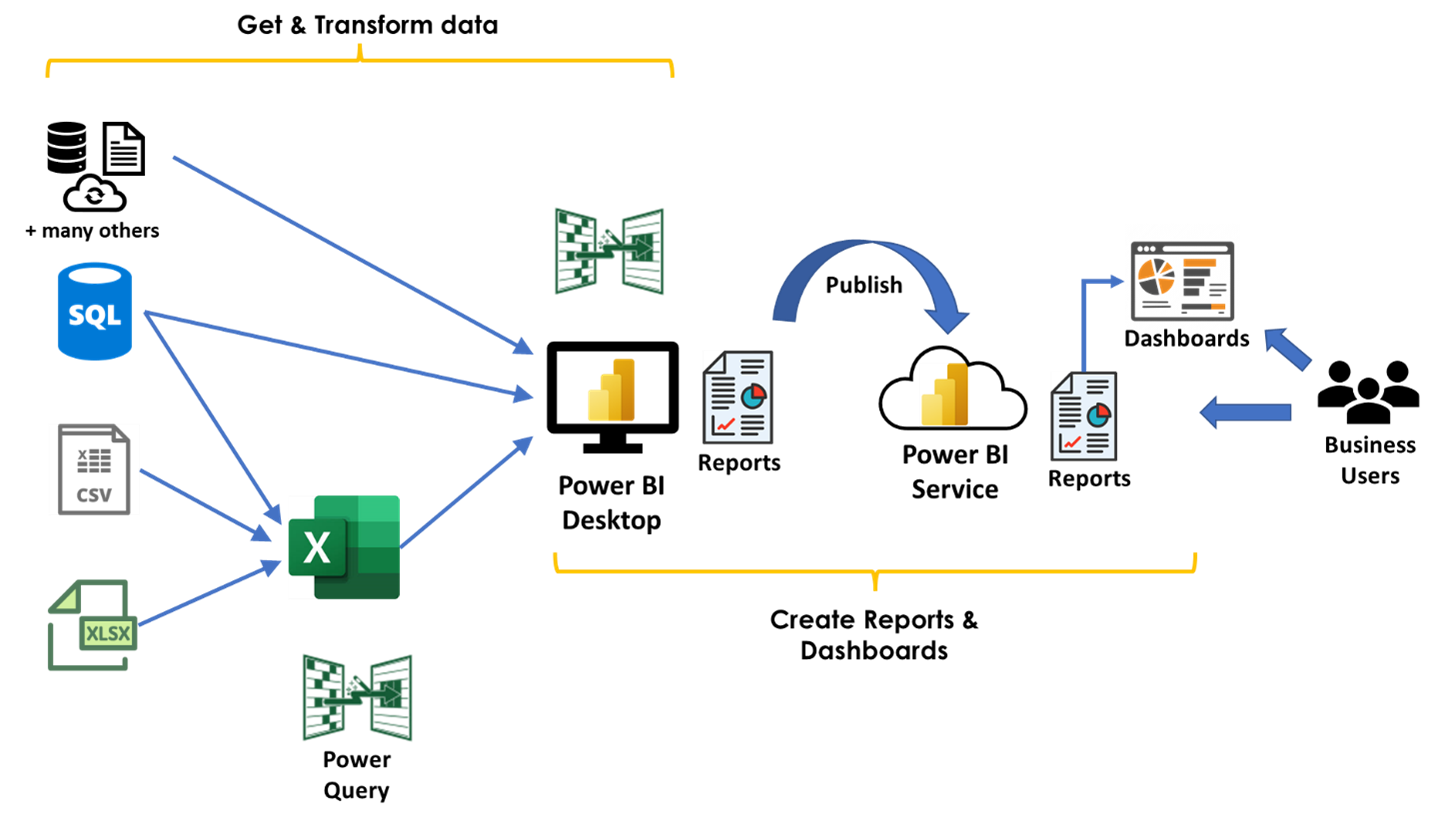 Get & Transform data
+ many others
SQL
X
CSV
XLSX
X
Power
Query
Power BI
Desktop
Reports
Publish
Power BI
Service
Reports
Dashboards
Business
Users
Create Reports &
Dashboards